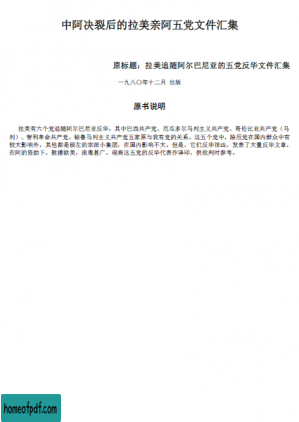 中阿决裂后的拉美亲阿五党文件汇集
原标题：拉美追随阿尔巴尼亚的五党反华文件汇集
一九八〇年十二月 出版
原书说明
拉美有六个党追随阿尔巴尼亚反华，其中巴西共产党、厄瓜多尔马列主义共产党、哥伦比亚共产党（马
列）、智利革命共产党、秘鲁马列主义共产党五家原与我有党的关系。这五个党中，除厄党在国内群众中有
较大影响外，其他都是极左的宗派小集团，在国内影响不大。但是，它们反华很凶，发表了大量反华文章，
在阿的资助下，散播欧美，流毒甚广。现将这五党的反华代表作译印，供批判时参考。
homeofpdf.com